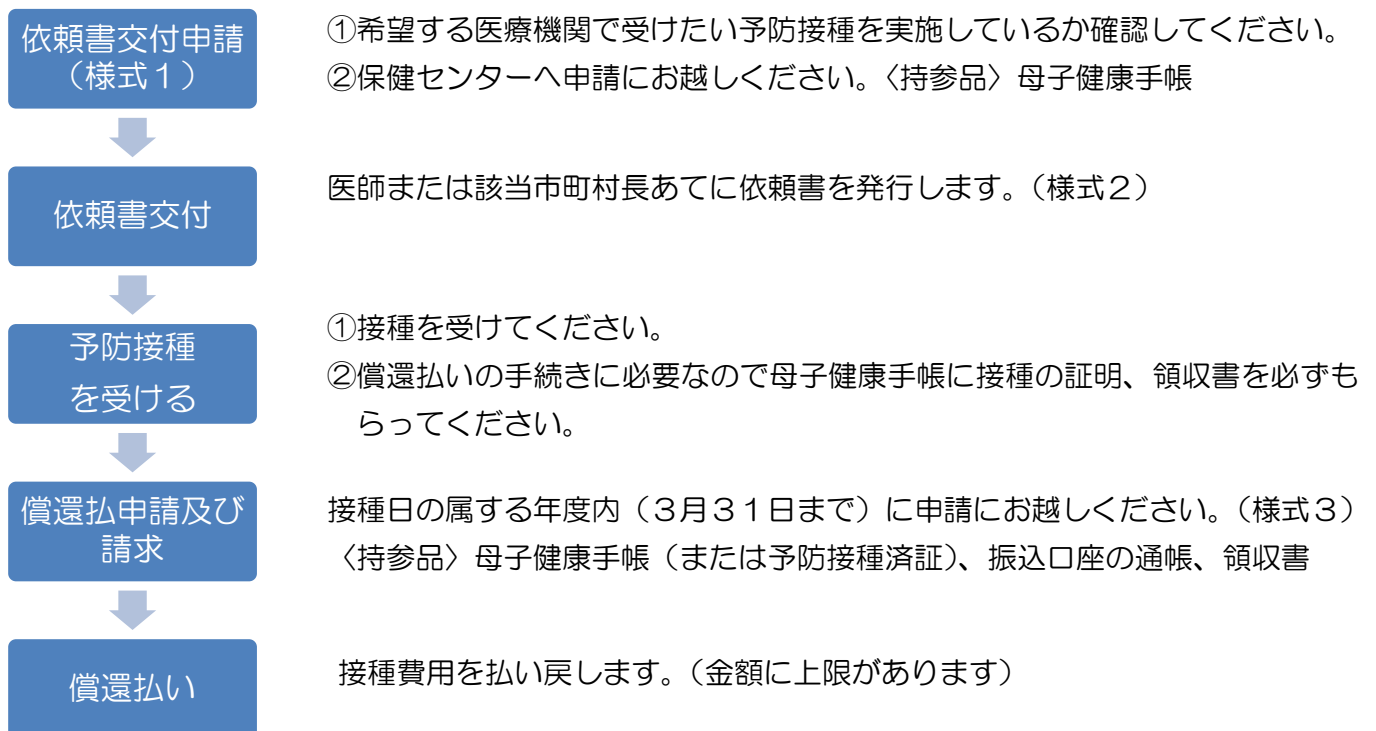 依頼書交付申請
（様式１）
①希望する医療機関で受けたい予防接種を実施しているか確認してください。
②保健センターへ申請にお越しください。〈持参品〉母子健康手帳
依頼書交付
医師または該当市町村長あてに依頼書を発行します。（様式２）
予防接種
を受ける
①接種を受けてください。
②償還払いの手続きに必要なので母子健康手帳に接種の証明、領収書を必ずも
らってください。
償還払申請及び
請求
接種日の属する年度内（３月３１日まで）に申請にお越しください。（様式３）
〈持参品〉母子健康手帳（または予防接種済証）、振込口座の通帳、領収書
償還払い
接種費用を払い戻します。（金額に上限があります）